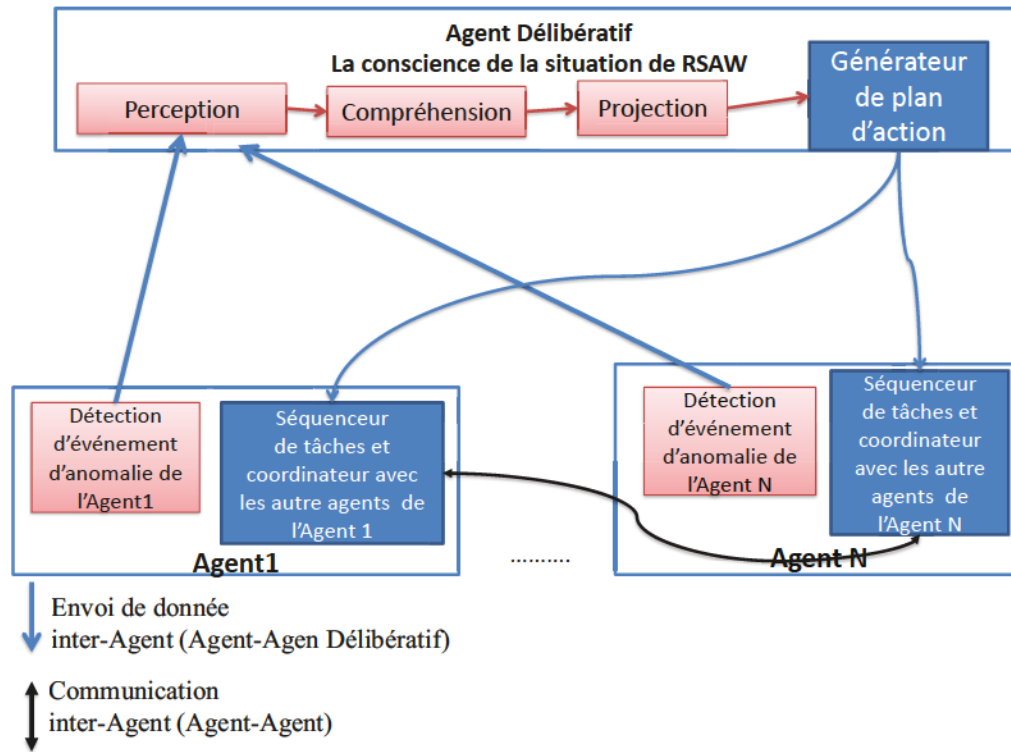 Agent Délibératif
La conscience de la situation de RSAW
Perception
Compréhension
Projection
Générateur
de plan
d'action
Détection
d'événement
d'anomalie de
l'Agent1
Séquenceur
de tâches et
coordinateur avec
les autre agents de
l'Agent 1
Agent1
..........
Détection
d'événement
d'anomalie de
l'Agent N
Séquenceur
de tâches et
coordinateur
avec les autre
agents de
l'Agent N
Agent N
Envoi de donnée
inter-Agent (Agent-Agen Délibératif)
Communication
inter-Agent (Agent-Agent)